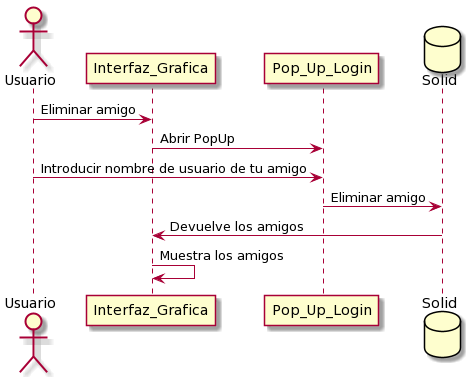 Usuario
Interfaz_Grafica
Pop_Up_Login
Solid
Eliminar amigo
Abrir PopUp
Introducir nombre de usuario de tu amigo
Eliminar amigo
Devuelve los amigos
Muestra los amigos
Usuario
Interfaz_Grafica
Pop_Up_Login
Solid